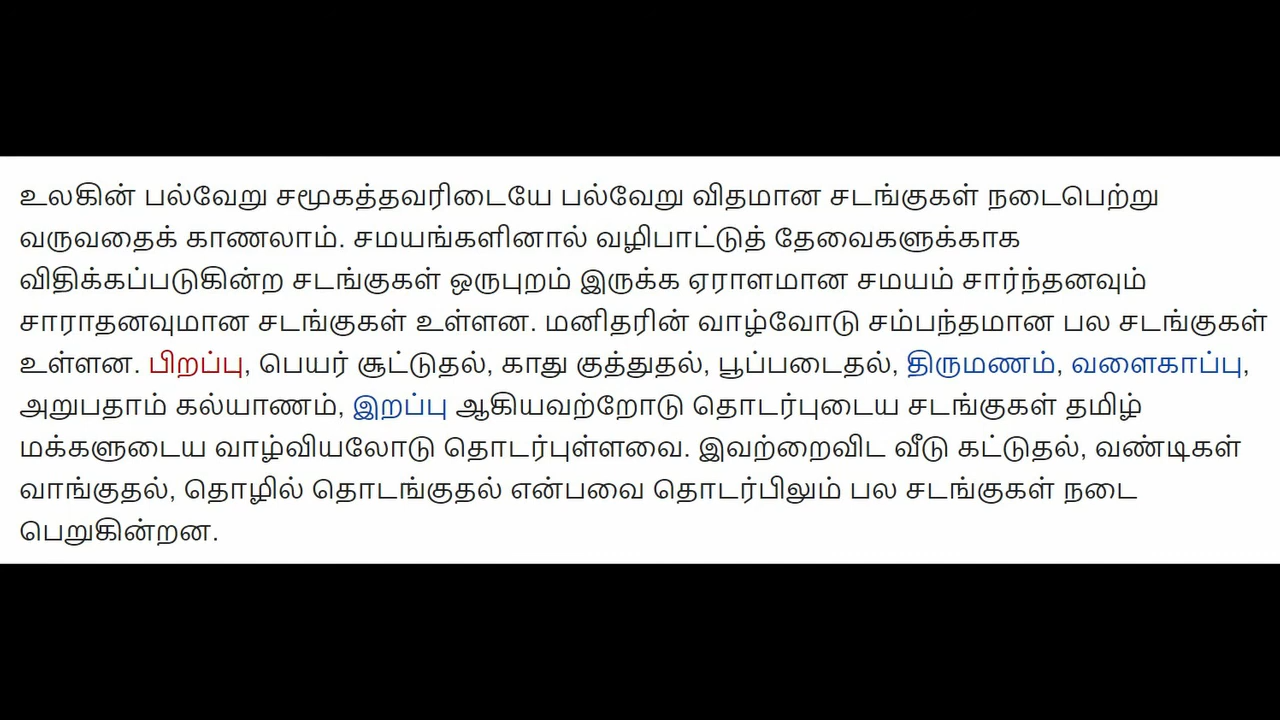 உலகின் பல்வேறு சமூகத்தவரிடையே பல்வேறு விதமான சடங்குகள் நடைபெற்று
வருவதைக் காணலாம். சமயங்களினால் வழிபாட்டுத் தேவைகளுக்காக
விதிக்கப்படுகின்ற சடங்குகள் ஒருபுறம் இருக்க ஏராளமான சமயம் சார்ந்தனவும்
சாராதனவுமான சடங்குகள் உள்ளன. மனிதரின் வாழ்வோடு சம்பந்தமான பல சடங்குகள்
உள்ளன. பிறப்பு, பெயர் சூட்டுதல், காது குத்துதல், பூப்படைதல், திருமணம், வளைகாப்பு,
அறுபதாம் கல்யாணம், இறப்பு ஆகியவற்றோடு தொடர்புடைய சடங்குகள் தமிழ்
மக்களுடைய வாழ்வியலோடு தொடர்புள்ளவை. இவற்றைவிட வீடு கட்டுதல், வண்டிகள்
வாங்குதல், தொழில் தொடங்குதல் என்பவை தொடர்பிலும் பல சடங்குகள் நடை
பெறுகின்றன.